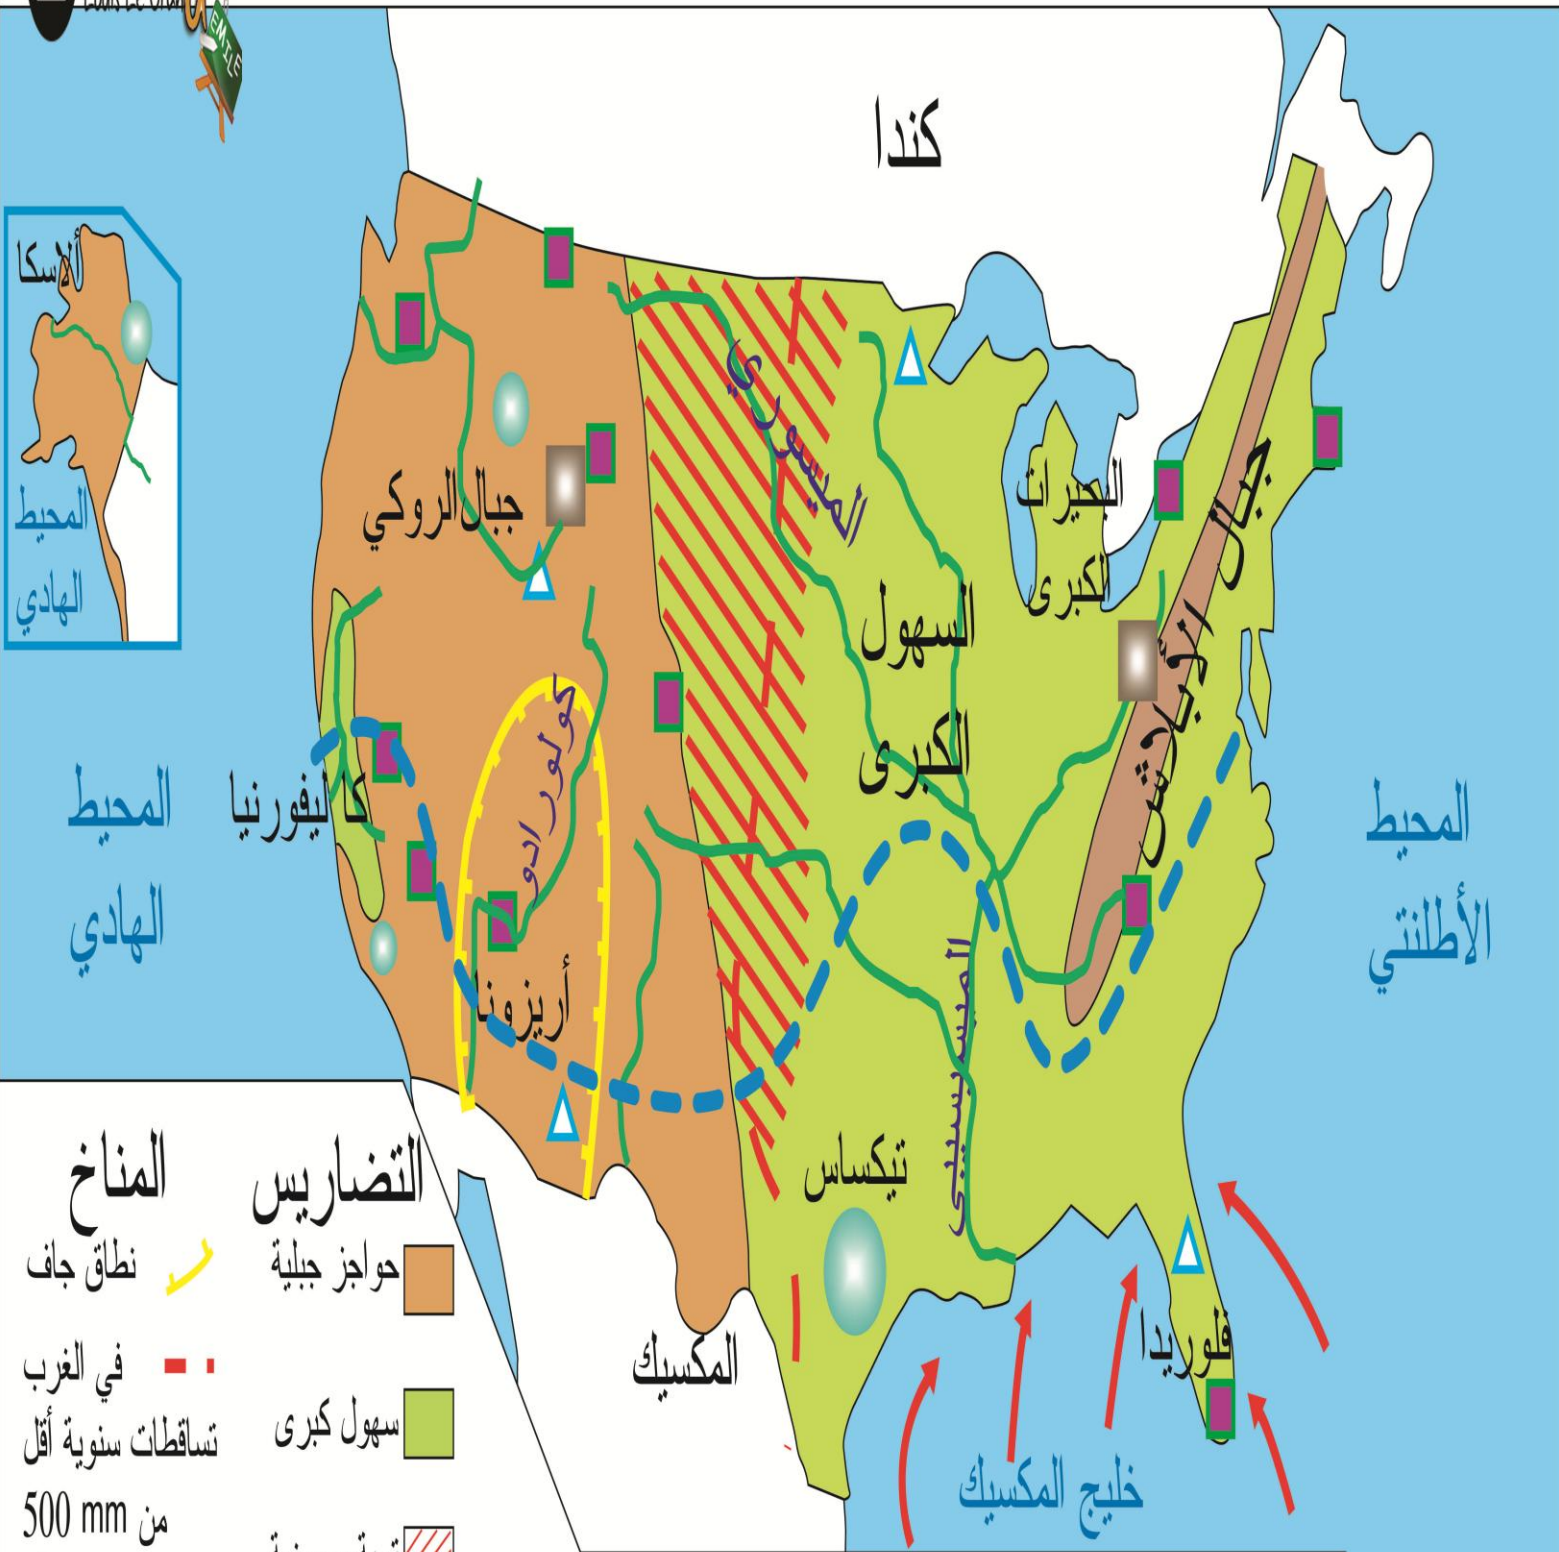 EMILE
كندا
ألاسكا
المحيط
الهادي
جبال الروكي
الميسوري
البحيرات
الكبرى
جبال الأبالاش
السهول
الكبرى
كولورادو
كاليفورنيا
المحيط
الهادي
المحيط
الأطلنتي
أريزونا
الميسيسيبي
تيكساس
فلوريدا
المكسيك
خليج المكسيك
التضاريس
حواجز جبلية
سهول كبرى
المناخ
نطاق جاف
في الغرب
تساقطات سنوية أقل
من 500 mm